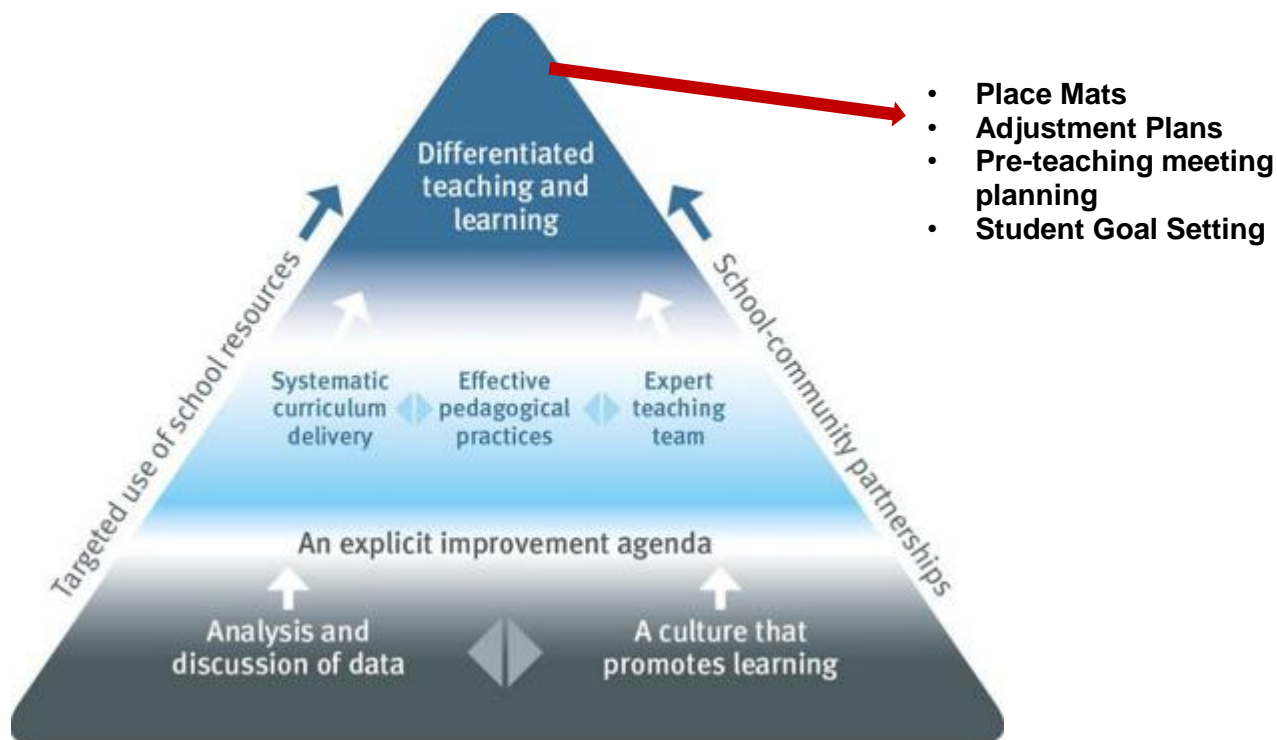 Differentiated
teaching and
learning
• Place Mats
• Adjustment Plans
• Pre-teaching meeting
planning
• Student Goal Setting
Targeted use of school resources
School-community partnerships
Systematic
curriculum
delivery
Effective
pedagogical
practices
Expert
teaching
team
An explicit improvement agenda
Analysis and
discussion of data
A culture that
promotes learning